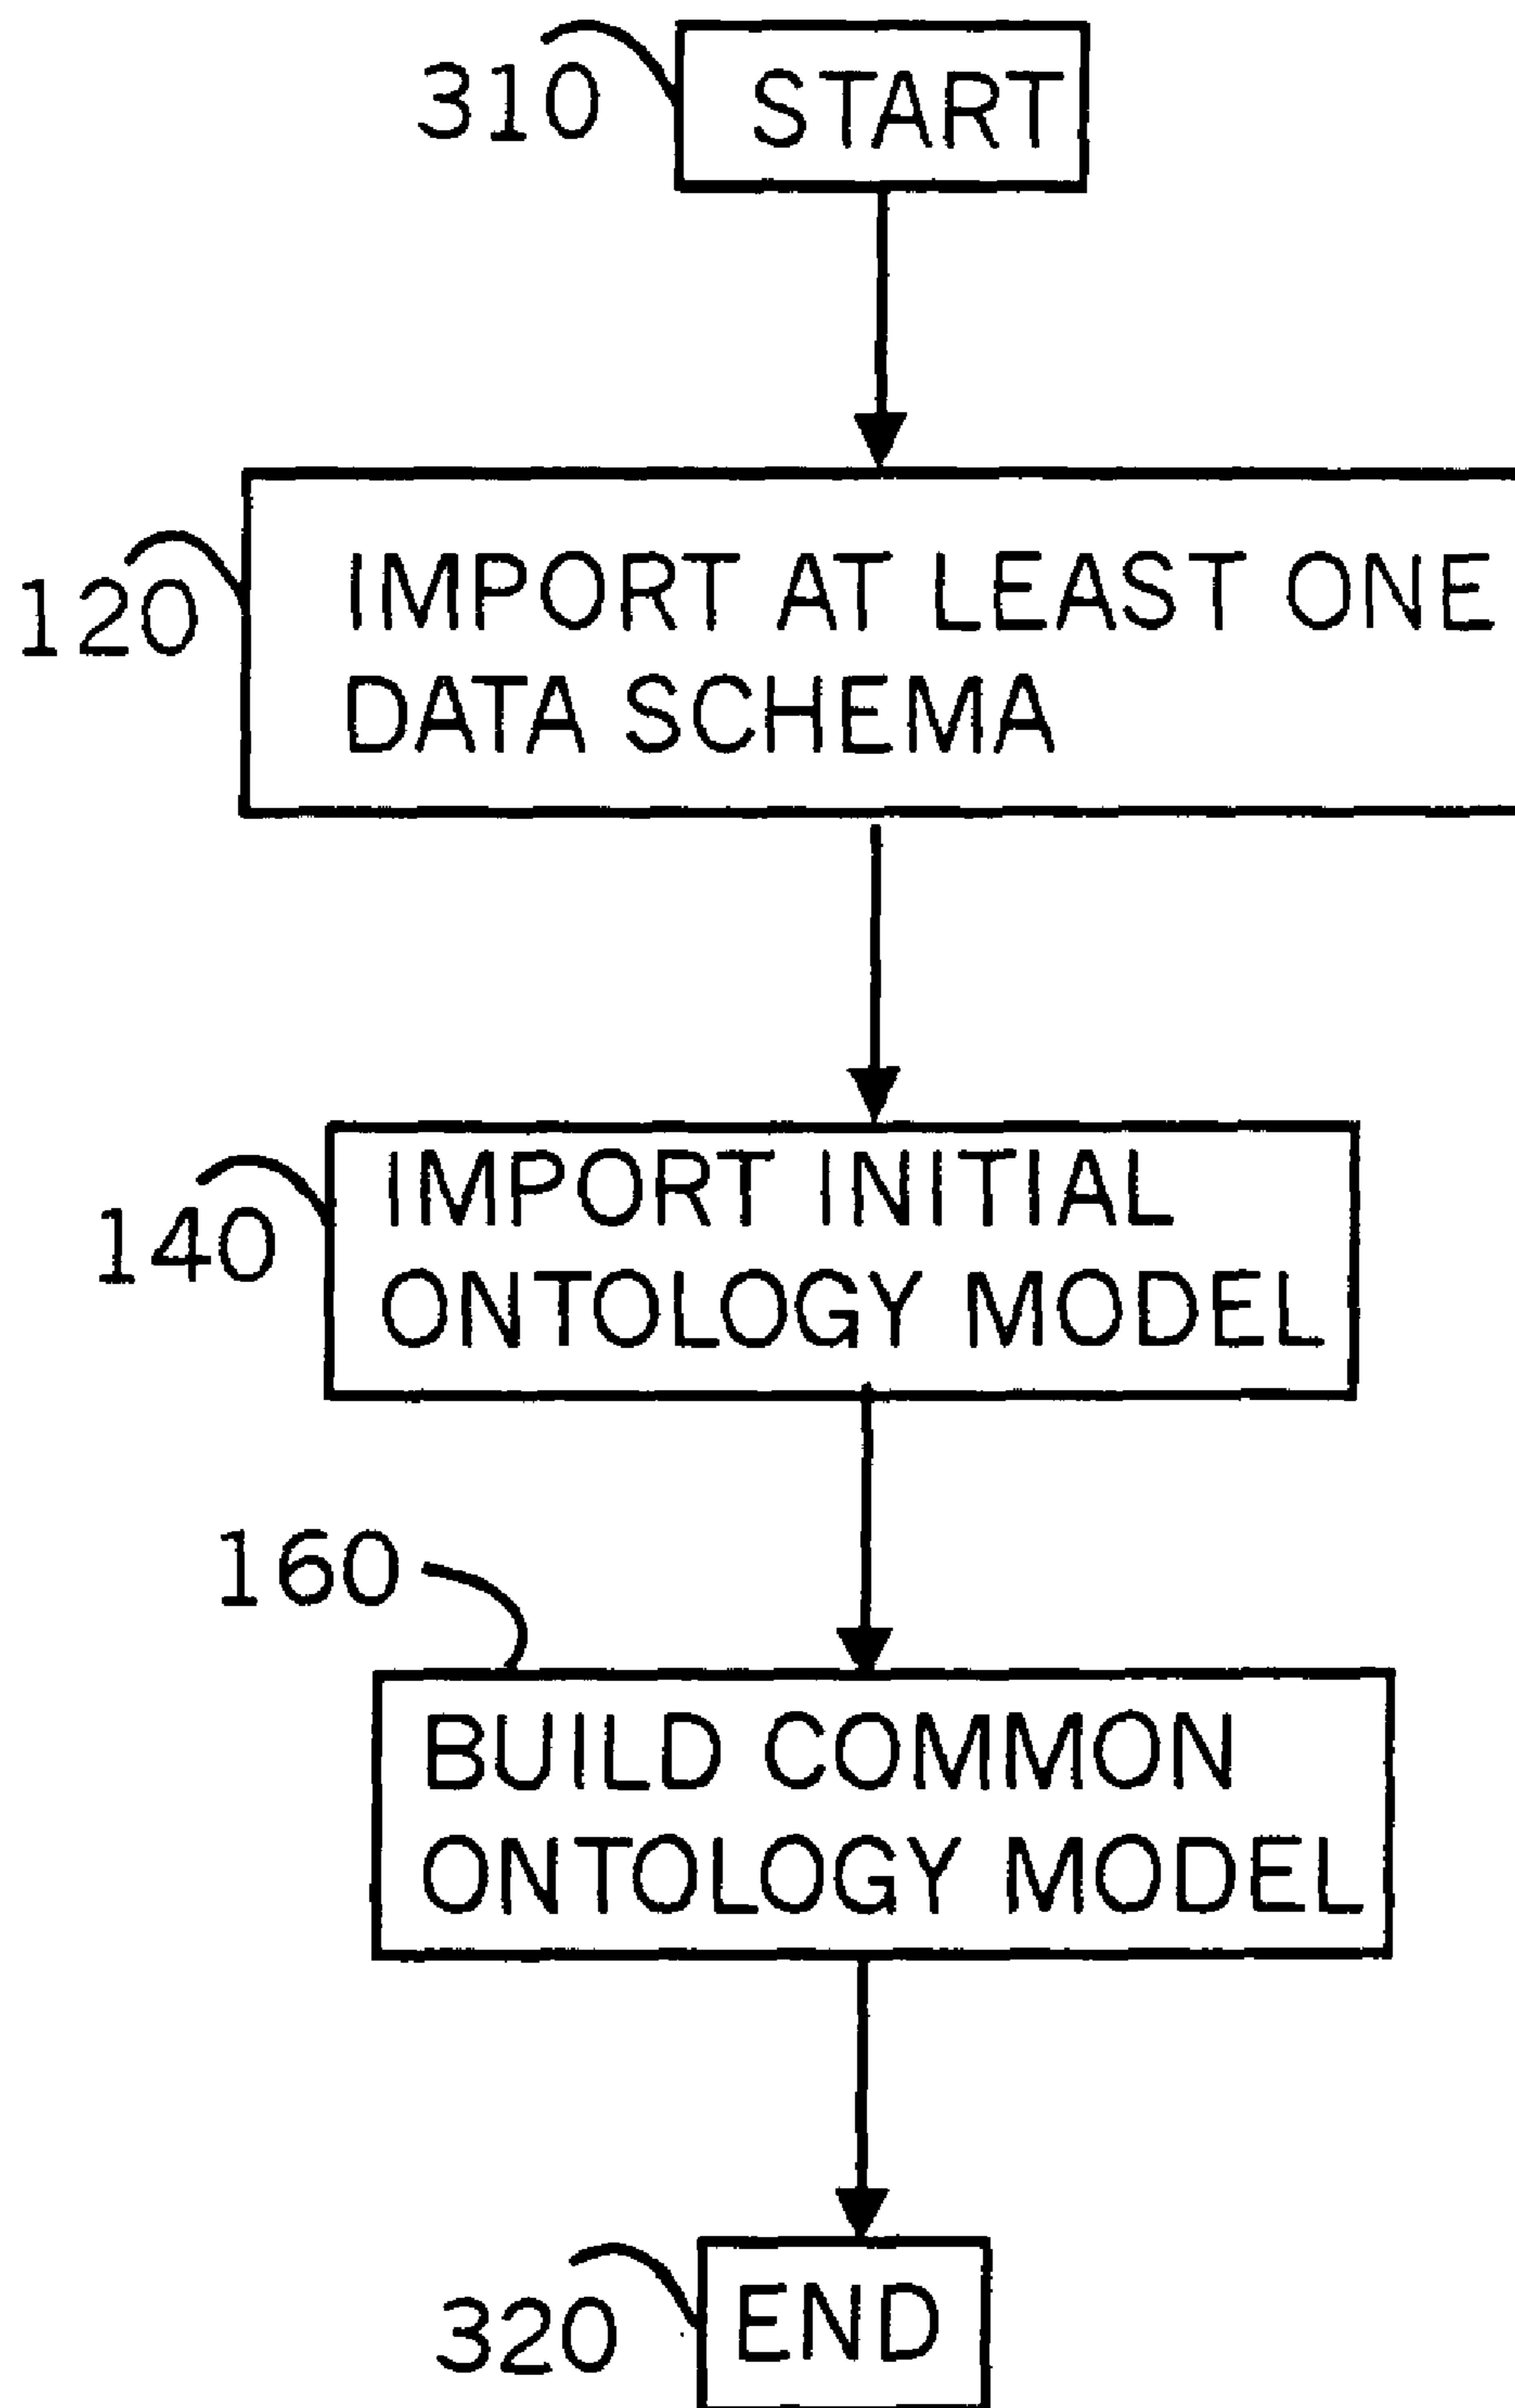 310
START
120
IMPORT AT LEAST ONE
DATA SCHEMA
140
IMPORT INITIAL
ONTOLOGY MODEL
160
BUILD COMMON
ONTOLOGY MODEL
320
END